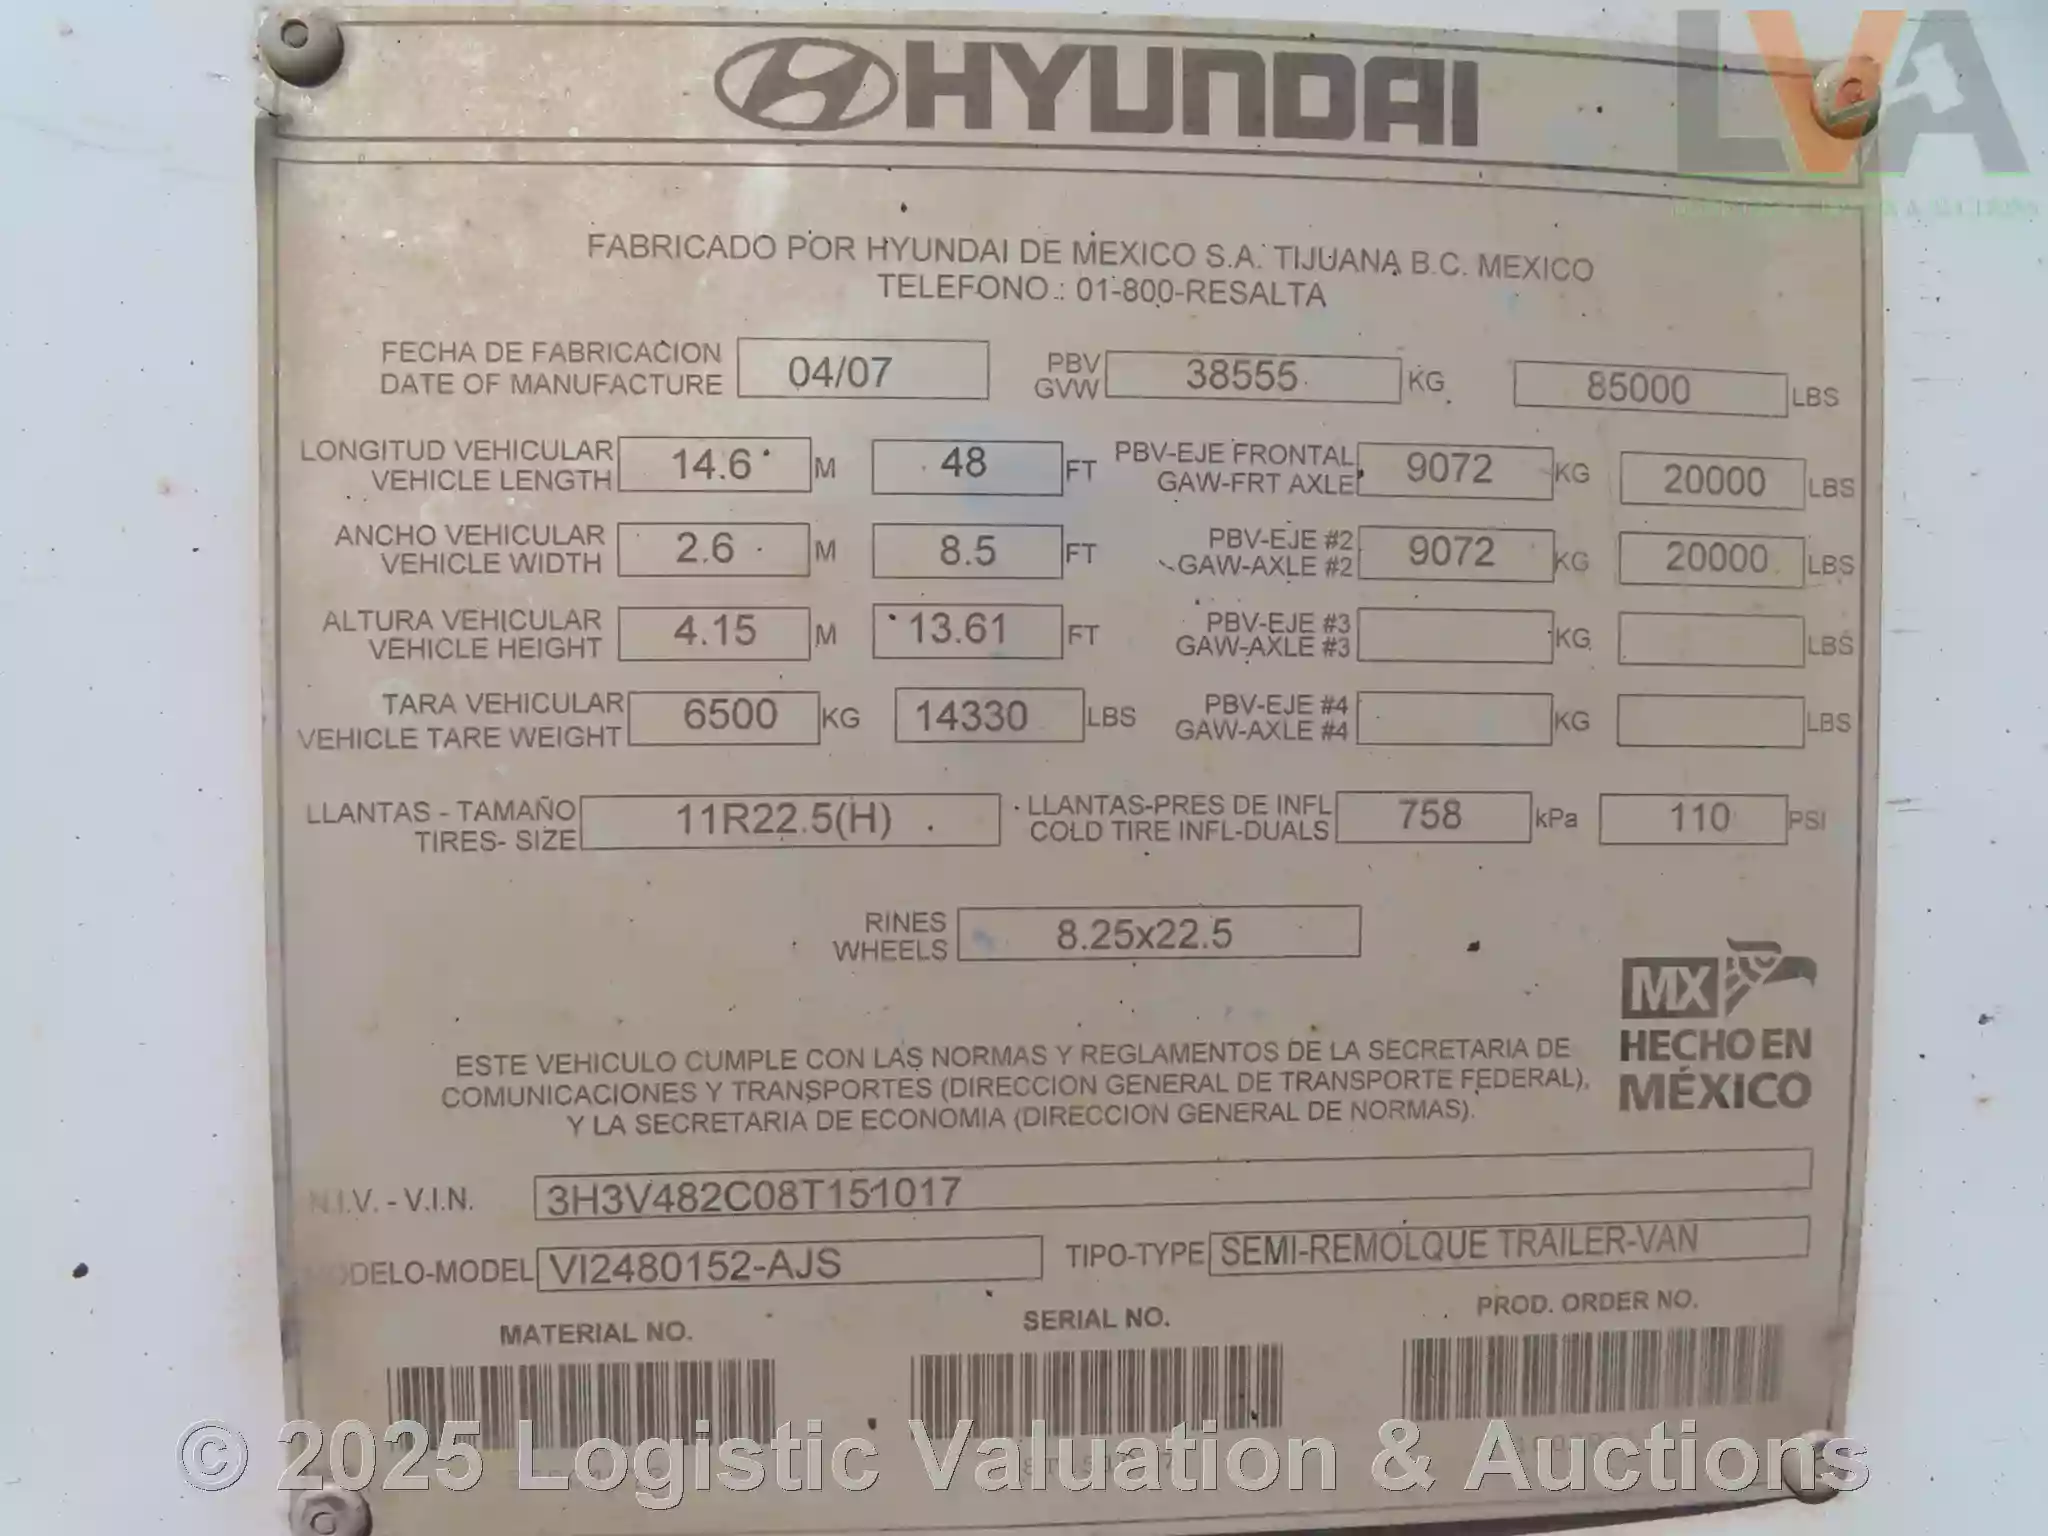 HYUNDAI
LVA
FABRICADO POR HYUNDAI DE MEXICO S.A. TIJUANA B.C. MEXICO
TELEFONO.: 01-800-RESALTA
FECHA DE FABRICACION
DATE OF MANUFACTURE 04/07
PBV
GVW 38555 KG 85000 LBS
LONGITUD VEHICULAR
VEHICLE LENGTH 14.6 M 48 FT
PBV-EJE FRONTAL
GAW-FRT AXLE 9072 KG 20000 LBS
ANCHO VEHICULAR
VEHICLE WIDTH 2.6 M 8.5 FT
PBV-EJE #2
GAW-AXLE #2 9072 KG 20000 LBS
ALTURA VEHICULAR
VEHICLE HEIGHT 4.15 M 13.61 FT
PBV-EJE #3
GAW-AXLE #3 KG LBS
TARA VEHICULAR
VEHICLE TARE WEIGHT 6500 KG 14330 LBS
PBV-EJE #4
GAW-AXLE #4 KG LBS
LLANTAS - TAMAÑO
TIRES- SIZE 11R22.5(H)
LLANTAS-PRES DE INFL
COLD TIRE INFL-DUALS 758 kPa 110 PSI
RINES
WHEELS 8.25x22.5
MX
HECHO EN
MÉXICO
ESTE VEHICULO CUMPLE CON LAS NORMAS Y REGLAMENTOS DE LA SECRETARIA DE
COMUNICACIONES Y TRANSPORTES (DIRECCION GENERAL DE TRANSPORTE FEDERAL),
Y LA SECRETARIA DE ECONOMIA (DIRECCION GENERAL DE NORMAS).
N.I.V. - V.I.N. 3H3V482C08T151017
MODELO-MODEL VI2480152-AJS TIPO-TYPE SEMI-REMOLQUE TRAILER-VAN
MATERIAL NO. SERIAL NO. PROD. ORDER NO.
© 2025 Logistic Valuation & Auctions